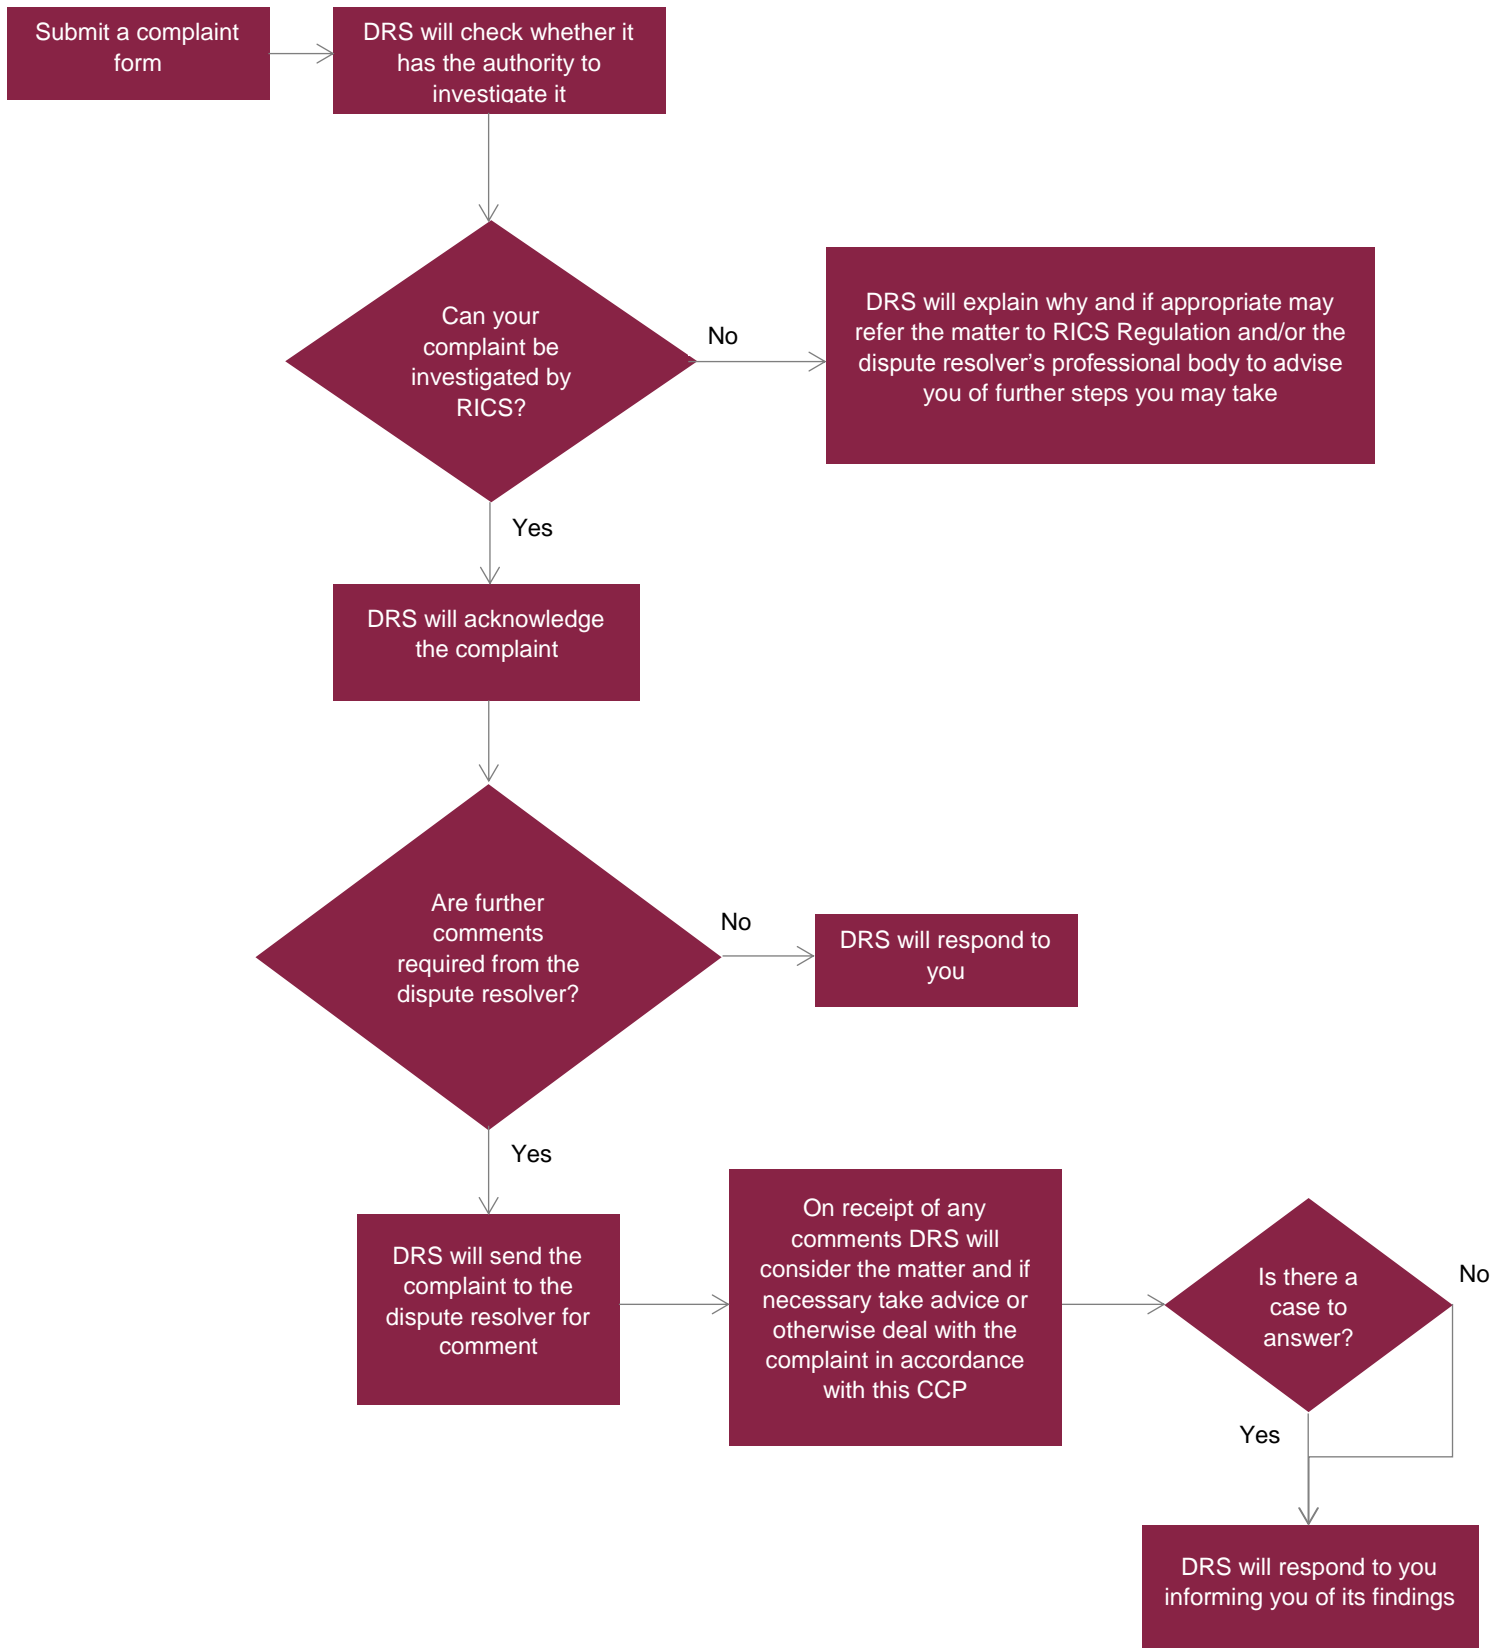 Submit a complaint
form
DRS will check whether it
has the authority to
investigate it
Can your
complaint be
investigated by
RICS?
No
DRS will explain why and if appropriate may
refer the matter to RICS Regulation and/or the
dispute resolver’s professional body to advise
you of further steps you may take
Yes
DRS will acknowledge
the complaint
Are further
comments
required from the
dispute resolver?
No
DRS will respond to
you
Yes
DRS will send the
complaint to the
dispute resolver for
comment
On receipt of any
comments DRS will
consider the matter and if
necessary take advice or
otherwise deal with the
complaint in accordance
with this CCP
Is there a
case to
answer?
No
Yes
DRS will respond to you
informing you of its findings